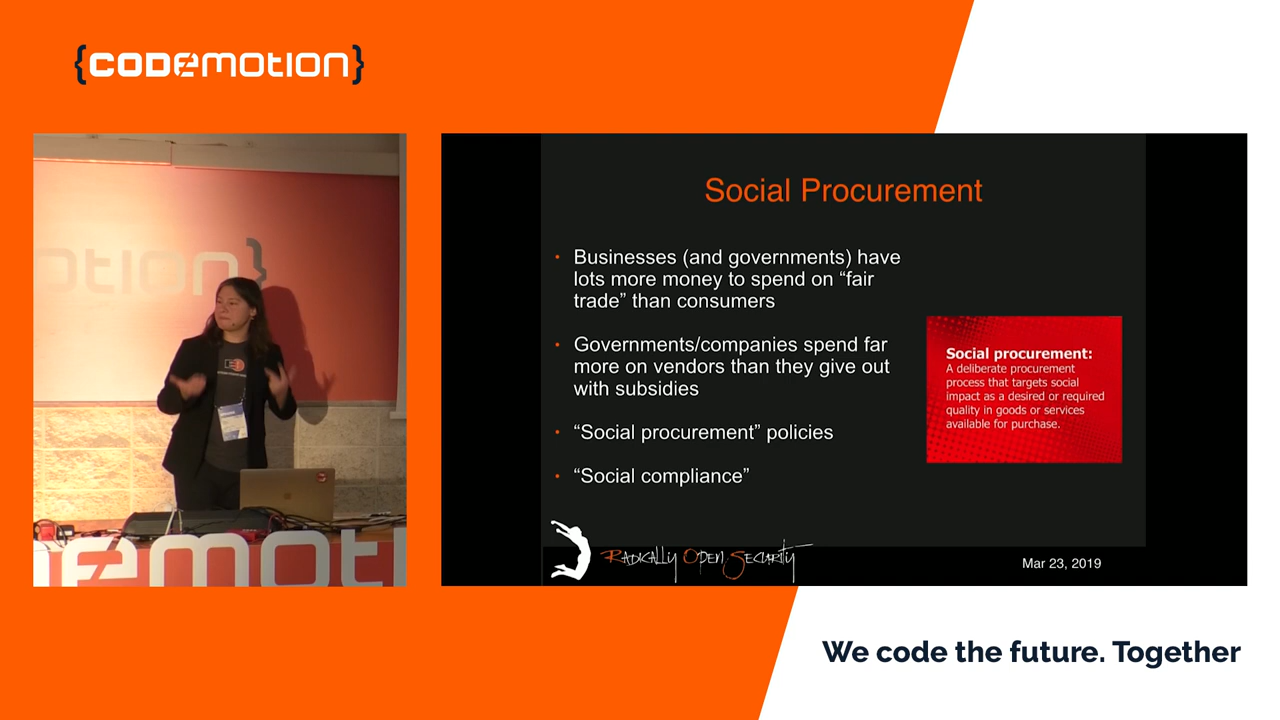 {CODEMOTION}
otion}
Social Procurement
• Businesses (and governments) have
lots more money to spend on “fair
trade” than consumers
• Governments/companies spend far
more on vendors than they give out
with subsidies
• “Social procurement” policies
• “Social compliance”
Social procurement:
A deliberate procurement
process that targets social
impact as a desired or required
quality in goods or services
available for purchase.
RADICALLY OPEN SECURITY
Mar 23, 2019
emoti
We code the future. Together